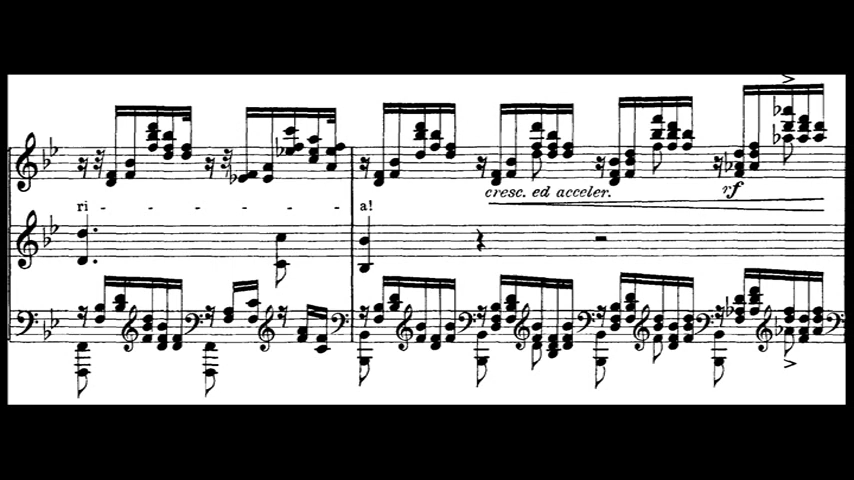 cresc. ed acceler.
rf
ri - - - - - - - a!